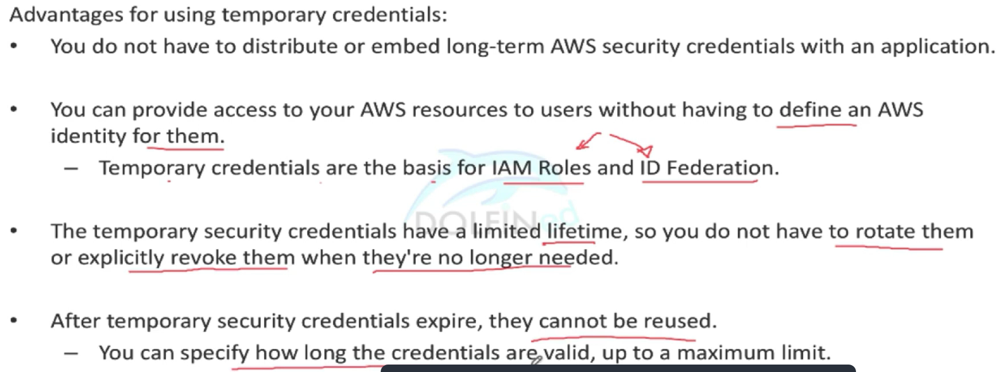 Advantages for using temporary credentials:
• You do not have to distribute or embed long-term AWS security credentials with an application.
• You can provide access to your AWS resources to users without having to define an AWS
identity for them.
– Temporary credentials are the basis for IAM Roles and ID Federation.
DOLFINed
• The temporary security credentials have a limited lifetime, so you do not have to rotate them
or explicitly revoke them when they're no longer needed.
• After temporary security credentials expire, they cannot be reused.
– You can specify how long the credentials are valid, up to a maximum limit.